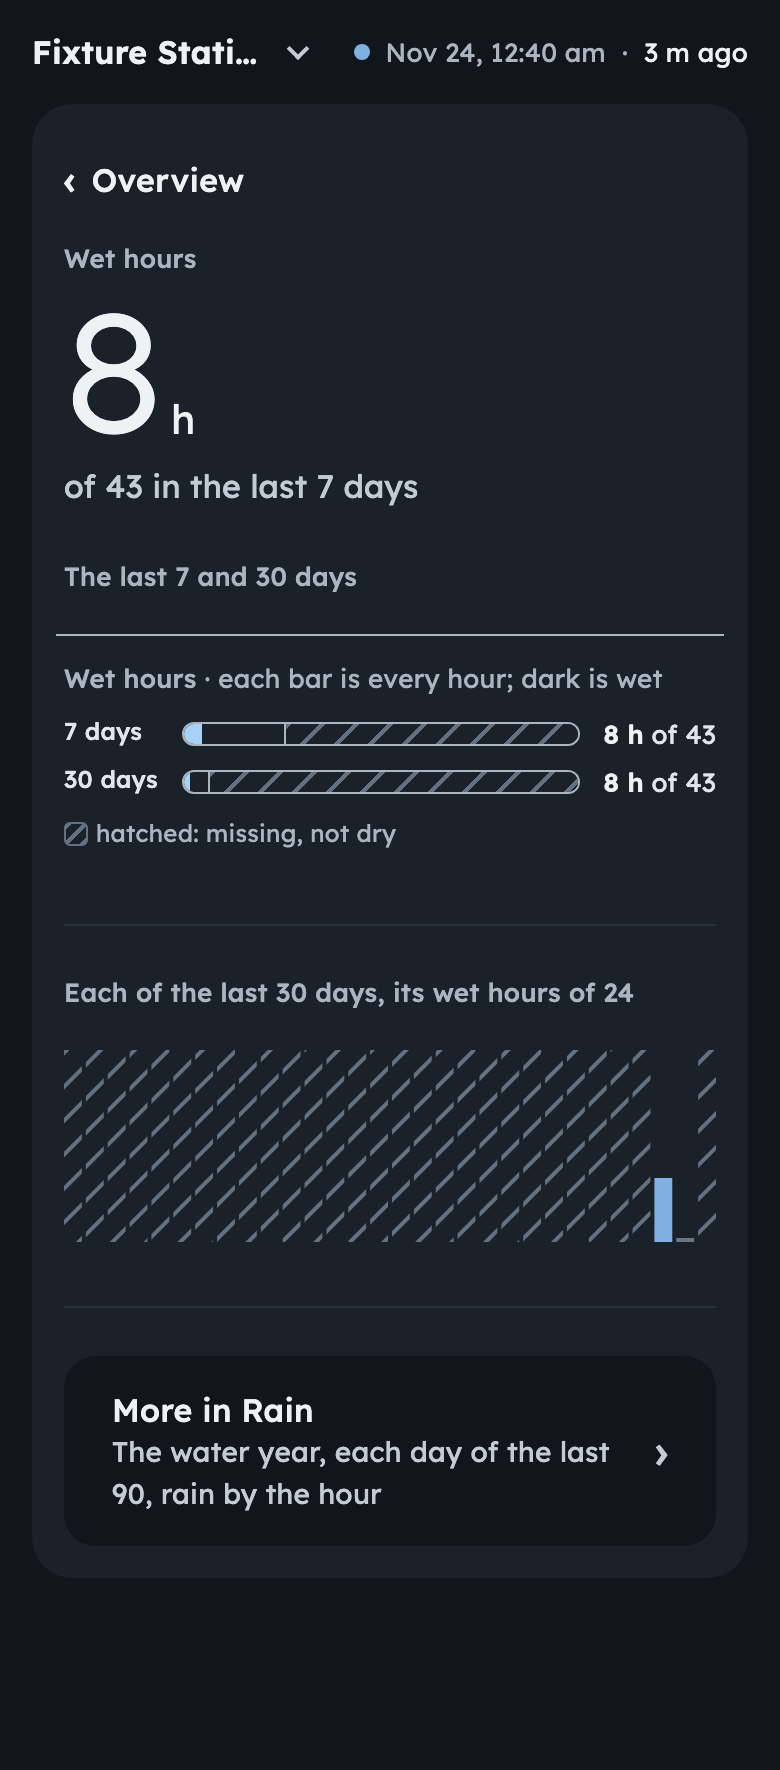 Fixture Stati…
Nov 24, 12:40 am · 3 m ago
‹ Overview
Wet hours
8 h
of 43 in the last 7 days
The last 7 and 30 days
Wet hours · each bar is every hour; dark is wet
7 days 8 h of 43
30 days 8 h of 43
hatched: missing, not dry
Each of the last 30 days, its wet hours of 24
More in Rain
The water year, each day of the last
90, rain by the hour ›